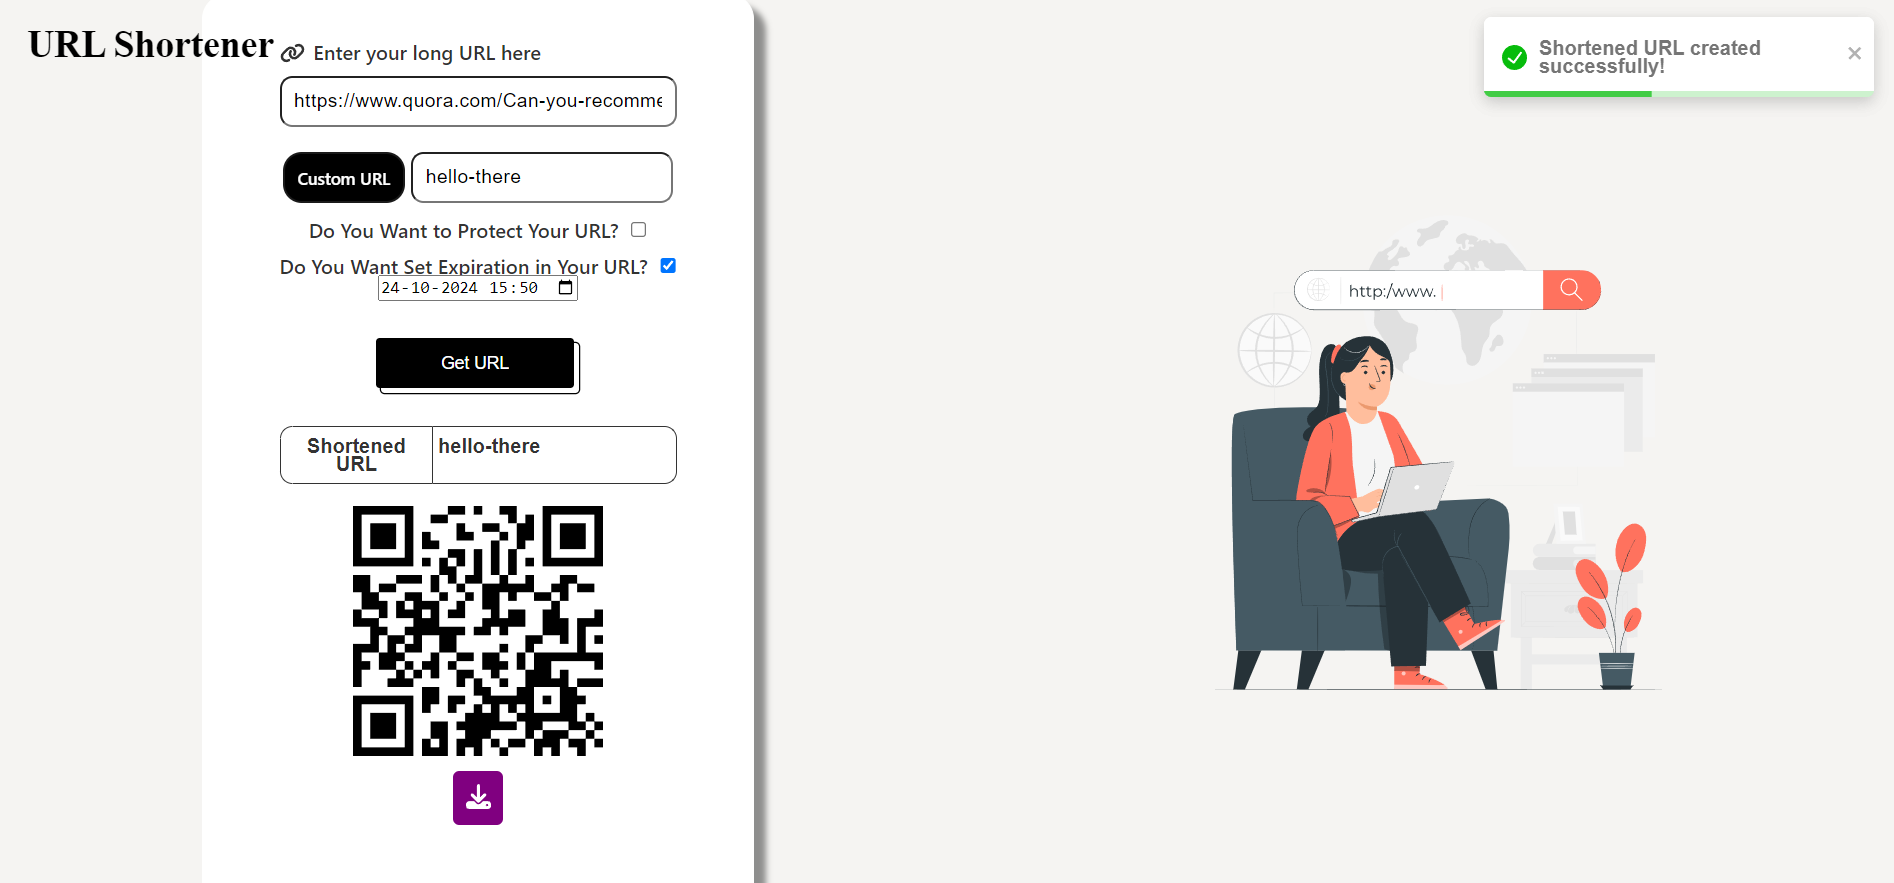 URL Shortener
Enter your long URL here
https://www.quora.com/Can-you-recomme
Custom URL
hello-there
Do You Want to Protect Your URL?
Do You Want Set Expiration in Your URL?
24-10-2024 15:50
Get URL
Shortened
URL
hello-there
Shortened URL created
successfully!
http:/www.